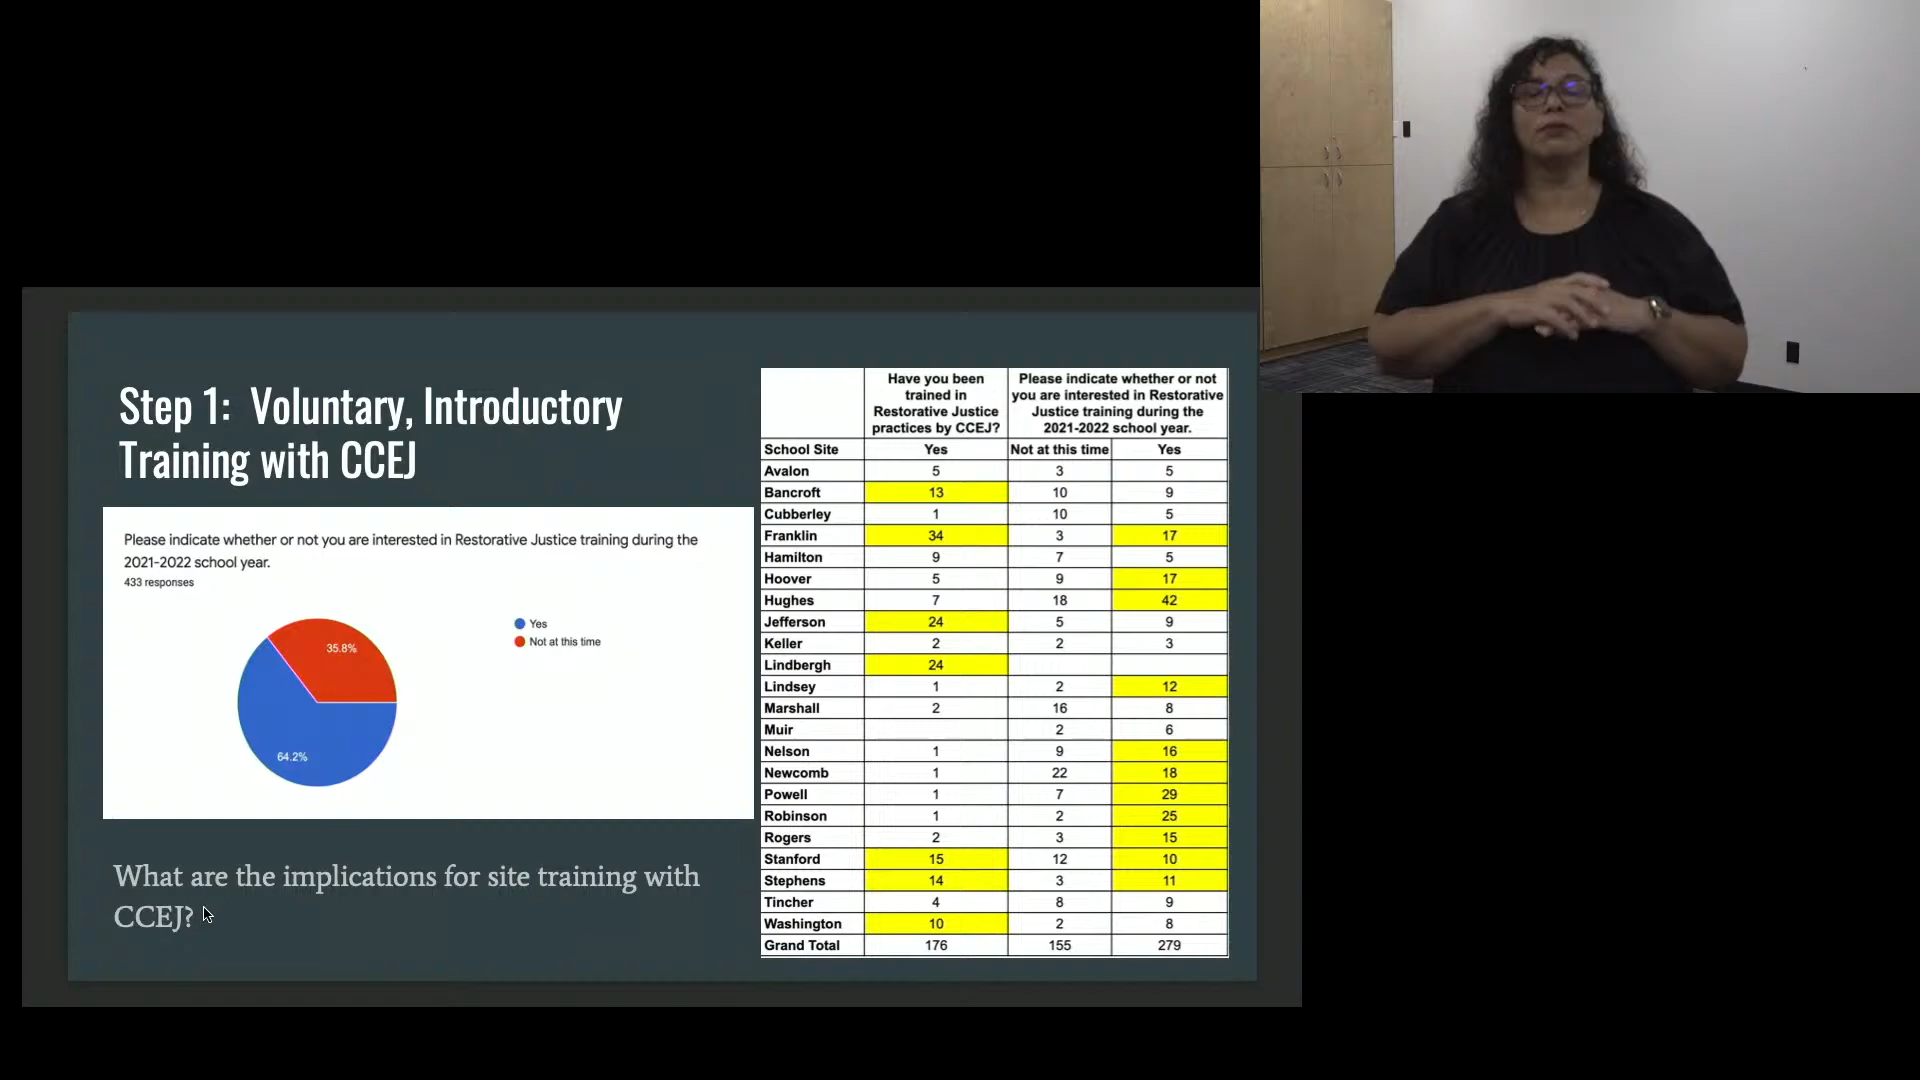 Step 1:  Voluntary, Introductory
Training with CCEJ
Please indicate whether or not you are interested in Restorative Justice training during the
2021-2022 school year.
433 responses
Yes
Not at this time
35.8%
64.2%
What are the implications for site training with
CCEJ?
Have you been
trained in
Restorative Justice
practices by CCEJ?
Please indicate whether or not
you are interested in Restorative
Justice training during the
2021-2022 school year.
School Site Yes Not at this time Yes
Avalon 5 3 5
Bancroft 13 10 9
Cubberley 1 10 5
Franklin 34 3 17
Hamilton 9 7 5
Hoover 5 9 17
Hughes 7 18 42
Jefferson 24 5 9
Keller 2 2 3
Lindbergh 24
Lindsey 1 2 12
Marshall 2 16 8
Muir 2 6
Nelson 1 9 16
Newcomb 1 22 18
Powell 1 7 29
Robinson 1 2 25
Rogers 2 3 15
Stanford 15 12 10
Stephens 14 3 11
Tincher 4 8 9
Washington 10 2 8
Grand Total 176 155 279